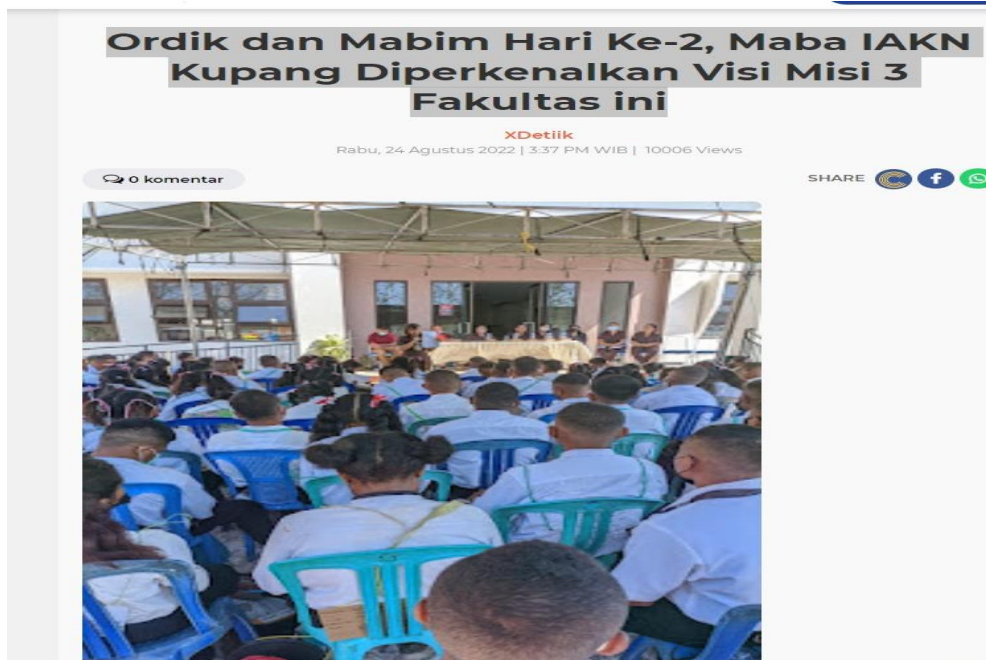 Ordik dan Mabim Hari Ke-2, Maba IAKN
Kupang Diperkenalkan Visi Misi 3
Fakultas ini
XDetiik
Rabu, 24 Agustus 2022 | 3:37 PM WIB | 10006 Views
0 komentar
SHARE